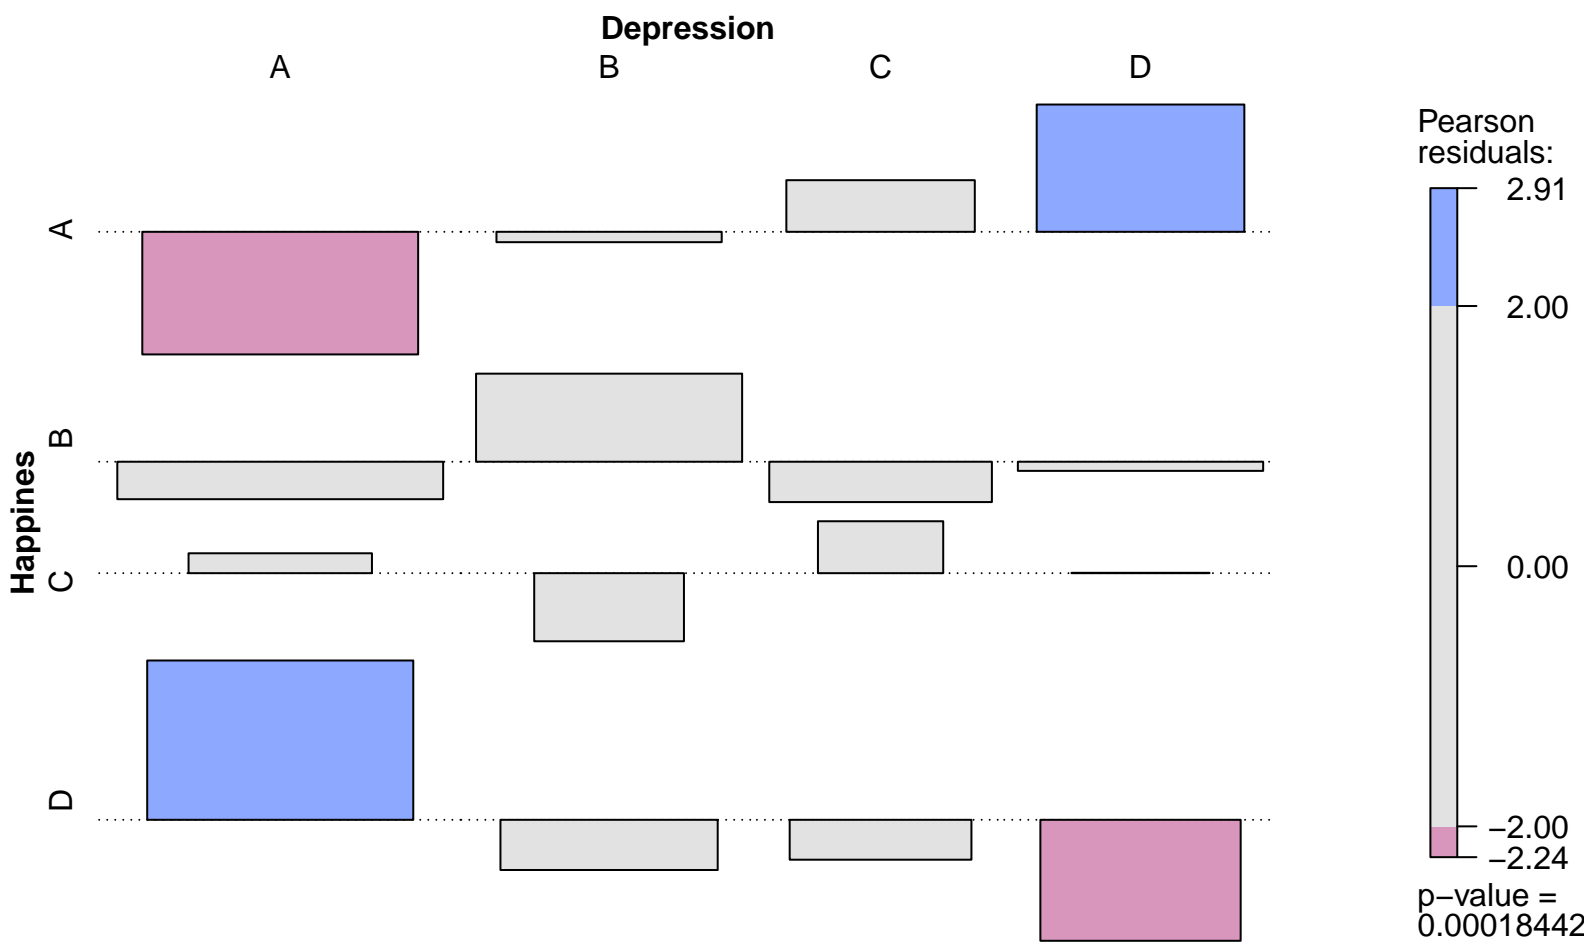 Depression
A B C D
Happines
A
B
C
D
Pearson
residuals:
2.91
2.00
0.00
−2.00
−2.24
p−value =
0.00018442